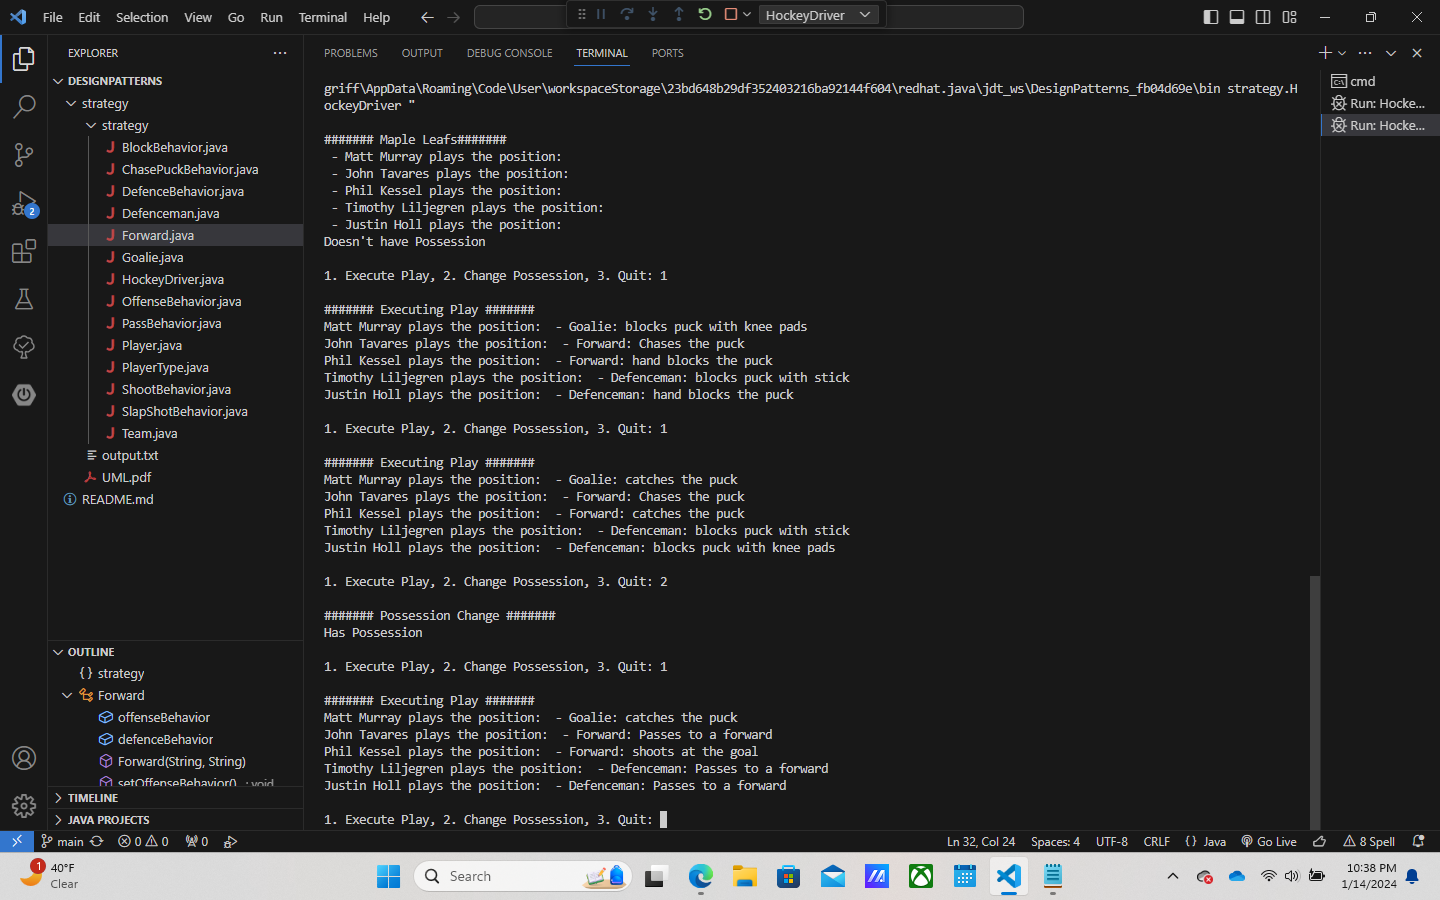 File Edit Selection View Go Run Terminal Help
HockeyDriver
EXPLORER
DESIGNPATTERNS
strategy
strategy
BlockBehavior.java
ChasePuckBehavior.java
DefenceBehavior.java
Defenceman.java
Forward.java
Goalie.java
HockeyDriver.java
OffenseBehavior.java
PassBehavior.java
Player.java
PlayerType.java
ShootBehavior.java
SlapShotBehavior.java
Team.java
output.txt
UML.pdf
README.md
2
OUTLINE
{} strategy
Forward
offenseBehavior
defenceBehavior
Forward(String, String)
setOffenseBehavior() : void
TIMELINE
JAVA PROJECTS
PROBLEMS OUTPUT DEBUG CONSOLE TERMINAL PORTS
griff\AppData\Roaming\Code\User\workspaceStorage\23bd648b29df352403216ba92144f604\redhat.java\jdt_ws\DesignPatterns_fb04d69e\bin strategy.H
ockeyDriver "
####### Maple Leafs#######
- Matt Murray plays the position:
- John Tavares plays the position:
- Phil Kessel plays the position:
- Timothy Liljegren plays the position:
- Justin Holl plays the position:
Doesn't have Possession
1. Execute Play, 2. Change Possession, 3. Quit: 1
####### Executing Play #######
Matt Murray plays the position:  - Goalie: blocks puck with knee pads
John Tavares plays the position:  - Forward: Chases the puck
Phil Kessel plays the position:  - Forward: hand blocks the puck
Timothy Liljegren plays the position:  - Defenceman: blocks puck with stick
Justin Holl plays the position:  - Defenceman: hand blocks the puck
1. Execute Play, 2. Change Possession, 3. Quit: 1
####### Executing Play #######
Matt Murray plays the position:  - Goalie: catches the puck
John Tavares plays the position:  - Forward: Chases the puck
Phil Kessel plays the position:  - Forward: catches the puck
Timothy Liljegren plays the position:  - Defenceman: blocks puck with stick
Justin Holl plays the position:  - Defenceman: blocks puck with knee pads
1. Execute Play, 2. Change Possession, 3. Quit: 2
####### Possession Change #######
Has Possession
1. Execute Play, 2. Change Possession, 3. Quit: 1
####### Executing Play #######
Matt Murray plays the position:  - Goalie: catches the puck
John Tavares plays the position:  - Forward: Passes to a forward
Phil Kessel plays the position:  - Forward: shoots at the goal
Timothy Liljegren plays the position:  - Defenceman: Passes to a forward
Justin Holl plays the position:  - Defenceman: Passes to a forward
1. Execute Play, 2. Change Possession, 3. Quit:
cmd
Run: Hocke...
Run: Hocke...
main 0 0 0 Ln 32, Col 24 Spaces: 4 UTF-8 CRLF {} Java Go Live 8 Spell
1
40°F
Clear
Search
10:38 PM
1/14/2024